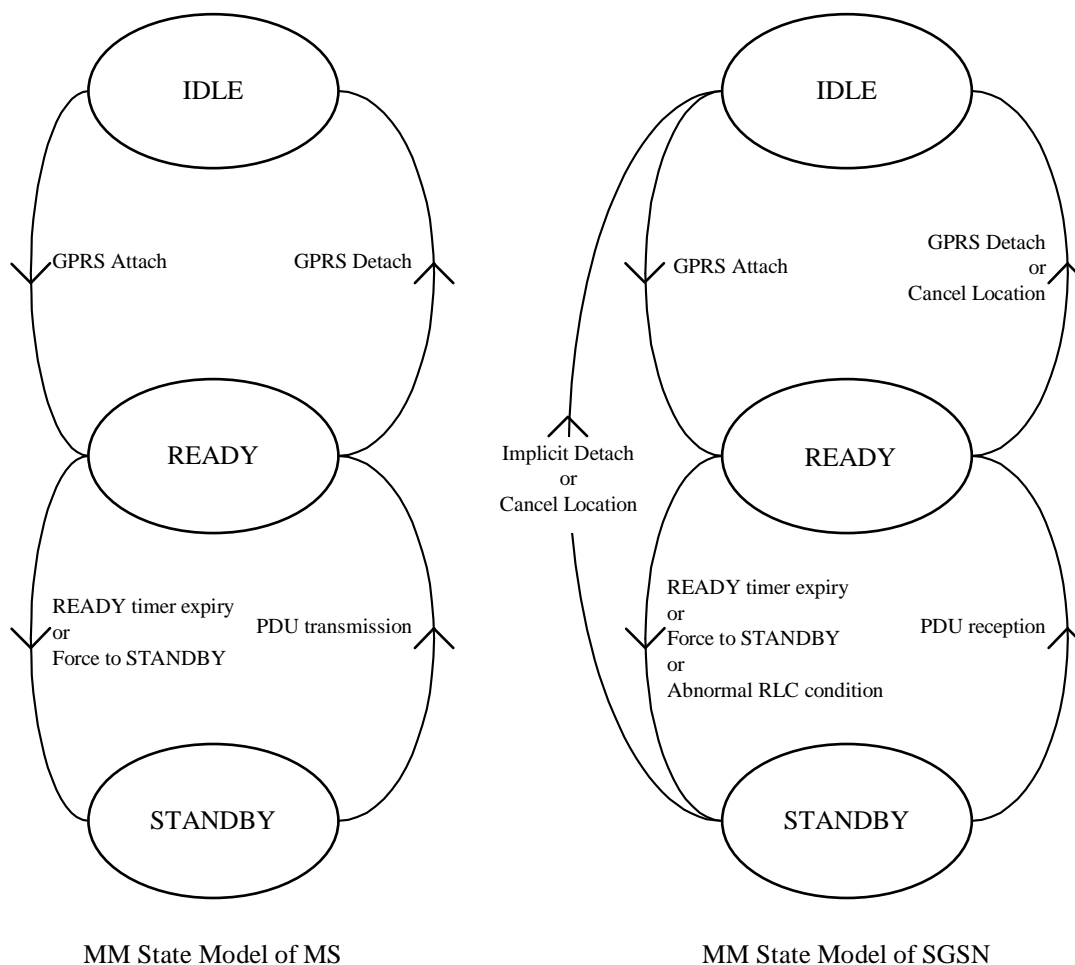 IDLE
GPRS Attach
GPRS Detach
READY
READY timer expiry
or
Force to STANDBY
PDU transmission
STANDBY
MM State Model of MS
IDLE
GPRS Attach
GPRS Detach
or
Cancel Location
Implicit Detach
or
Cancel Location
READY
READY timer expiry
or
Force to STANDBY
or
Abnormal RLC condition
PDU reception
STANDBY
MM State Model of SGSN